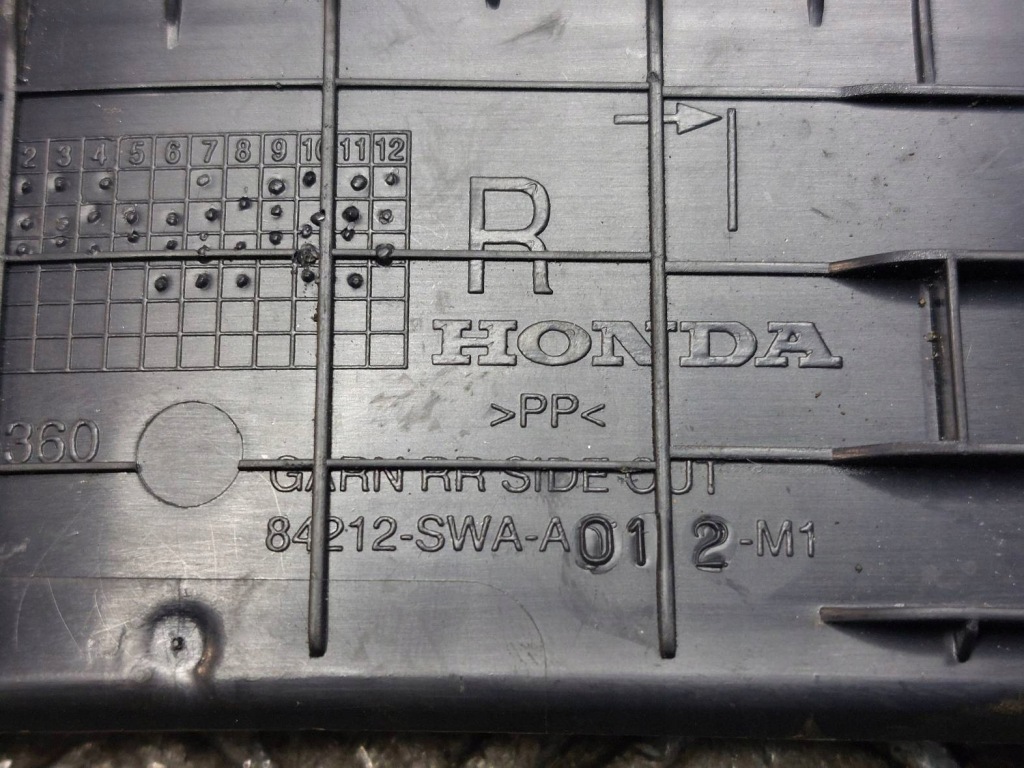 2 3 4 5 6 7 8 9 10 11 12
R
HONDA
>PP<
360
GARN RR SIDE OUT
84212-SWA-A01 2-M1